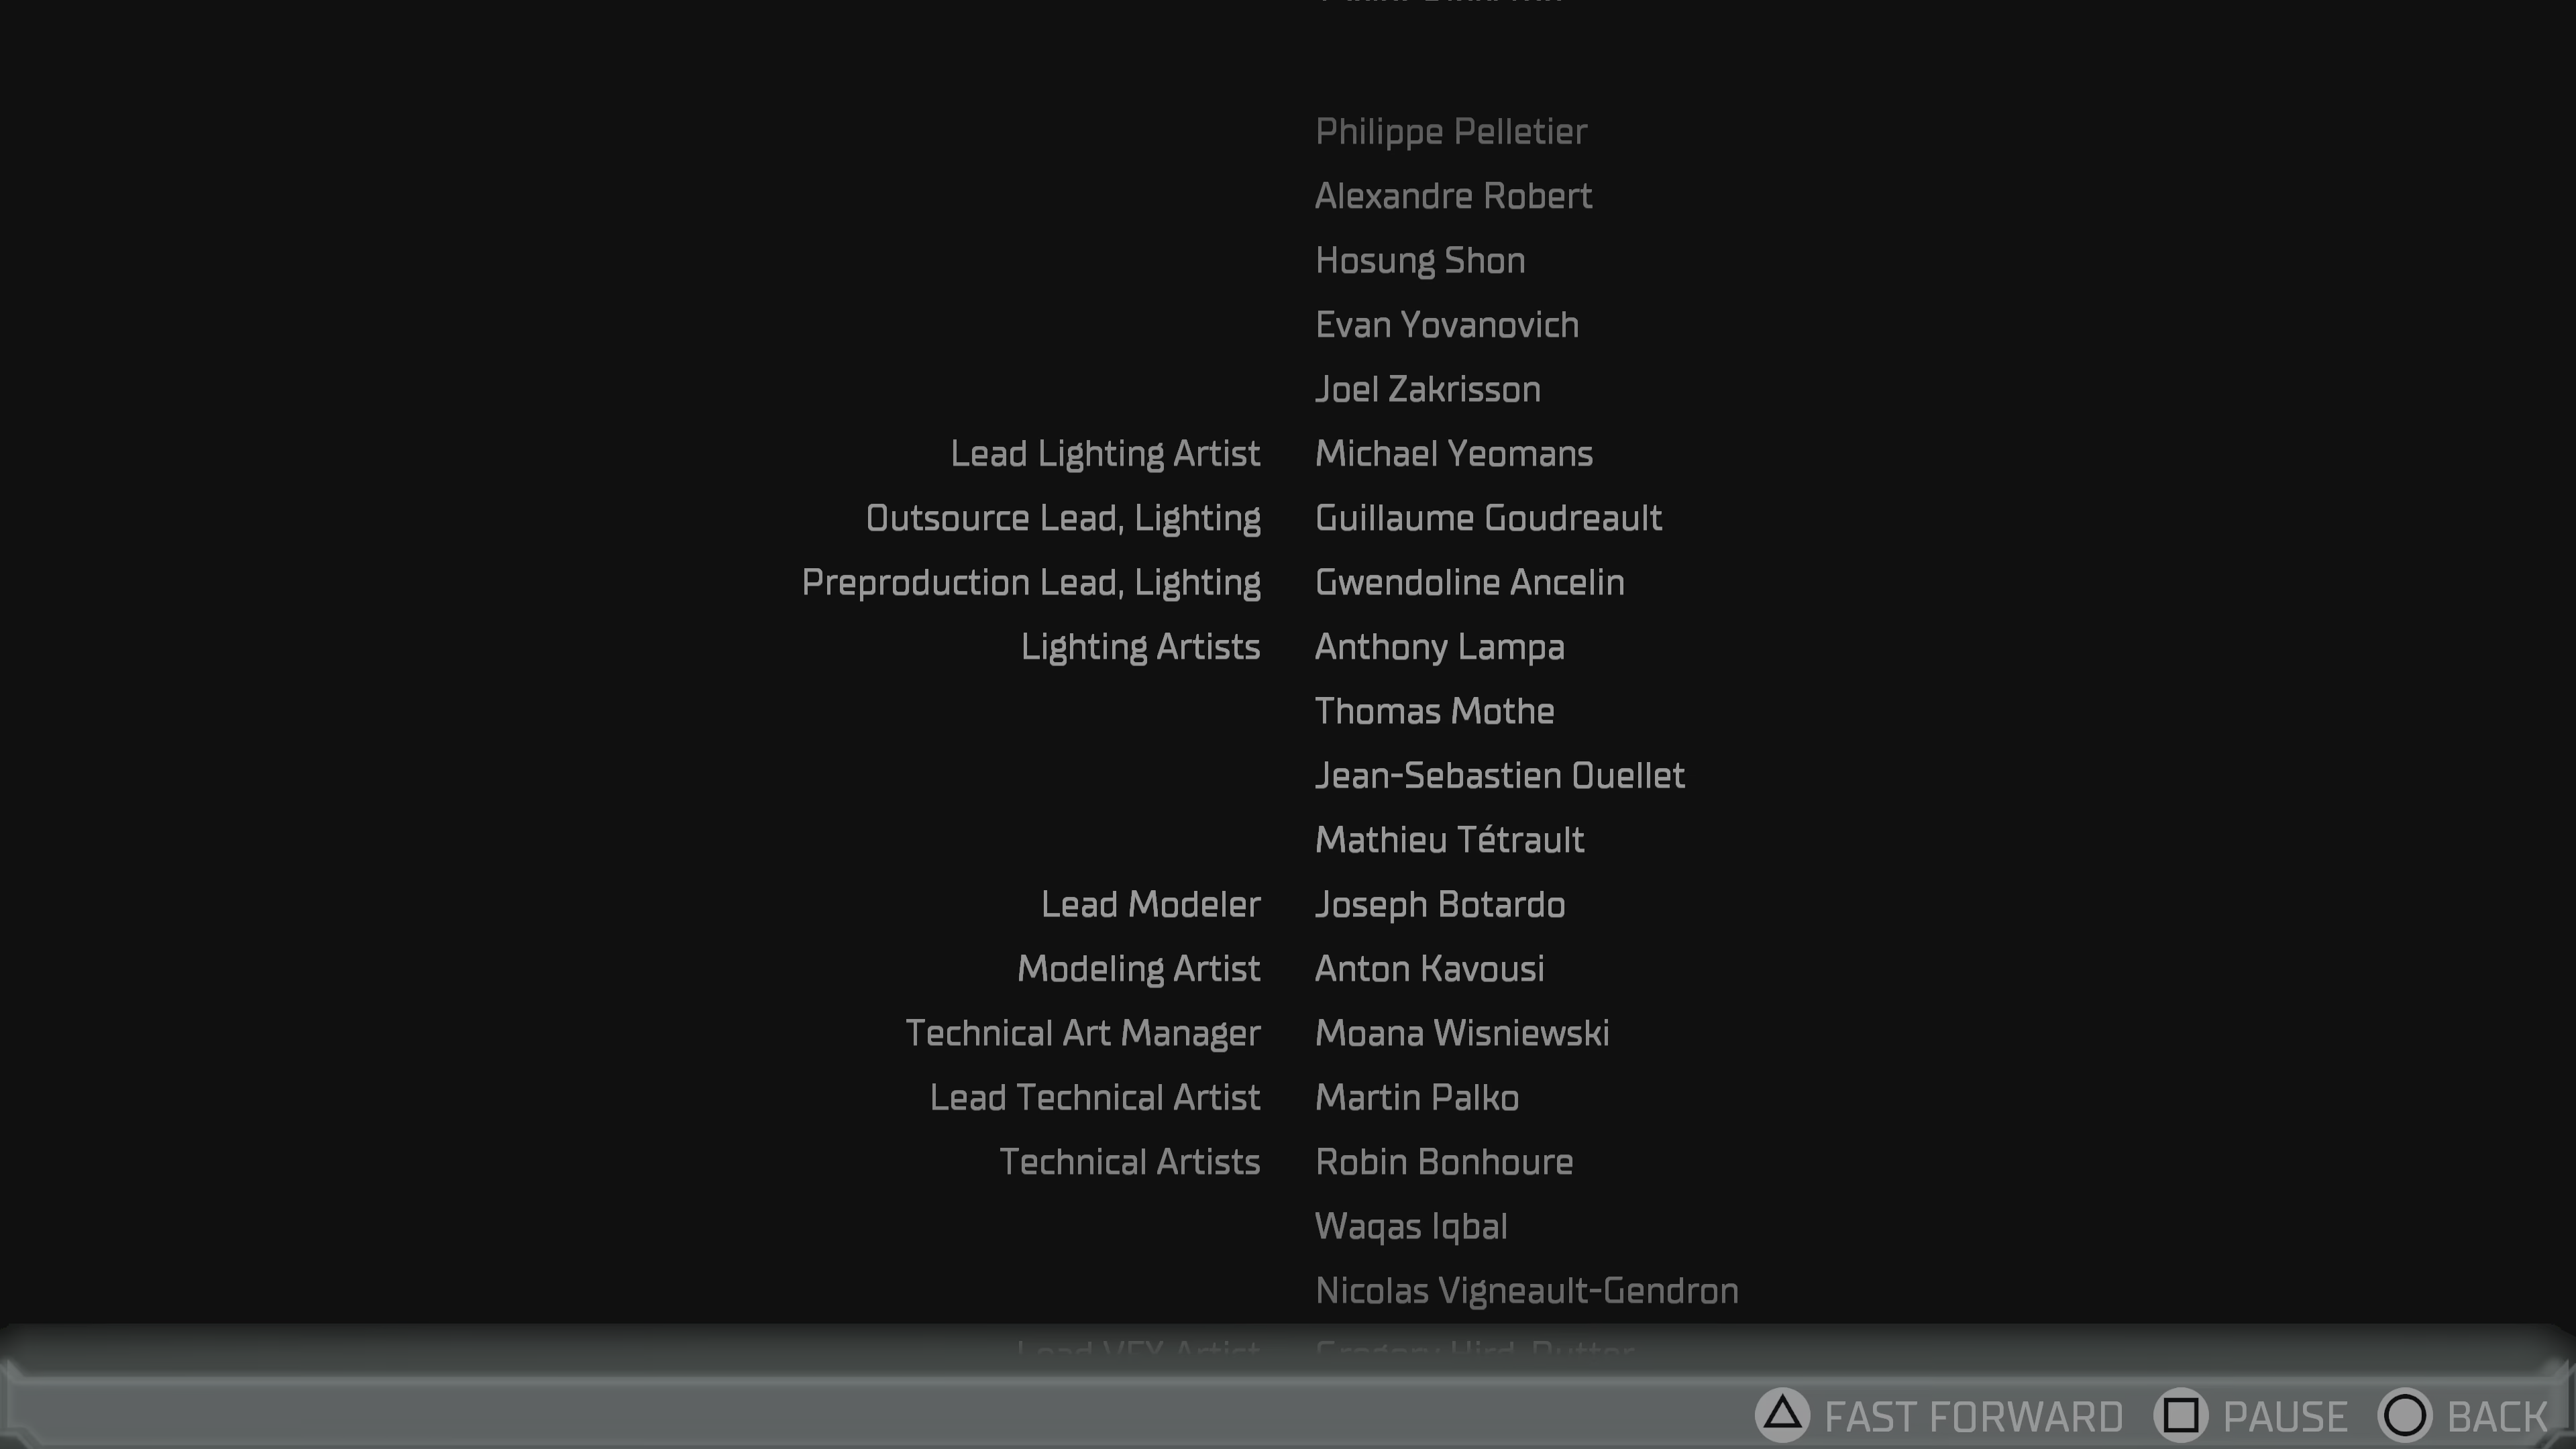 Philippe Pelletier
Alexandre Robert
Hosung Shon
Evan Yovanovich
Joel Zakrisson
Lead Lighting Artist Michael Yeomans
Outsource Lead, Lighting Guillaume Goudreault
Preproduction Lead, Lighting Gwendoline Ancelin
Lighting Artists Anthony Lampa
Thomas Mothe
Jean-Sebastien Ouellet
Mathieu Tétrault
Lead Modeler Joseph Botardo
Modeling Artist Anton Kavousi
Technical Art Manager Moana Wisniewski
Lead Technical Artist Martin Palko
Technical Artists Robin Bonhoure
Waqas Iqbal
Nicolas Vigneault-Gendron
Lead VFX Artist
FAST FORWARD PAUSE BACK